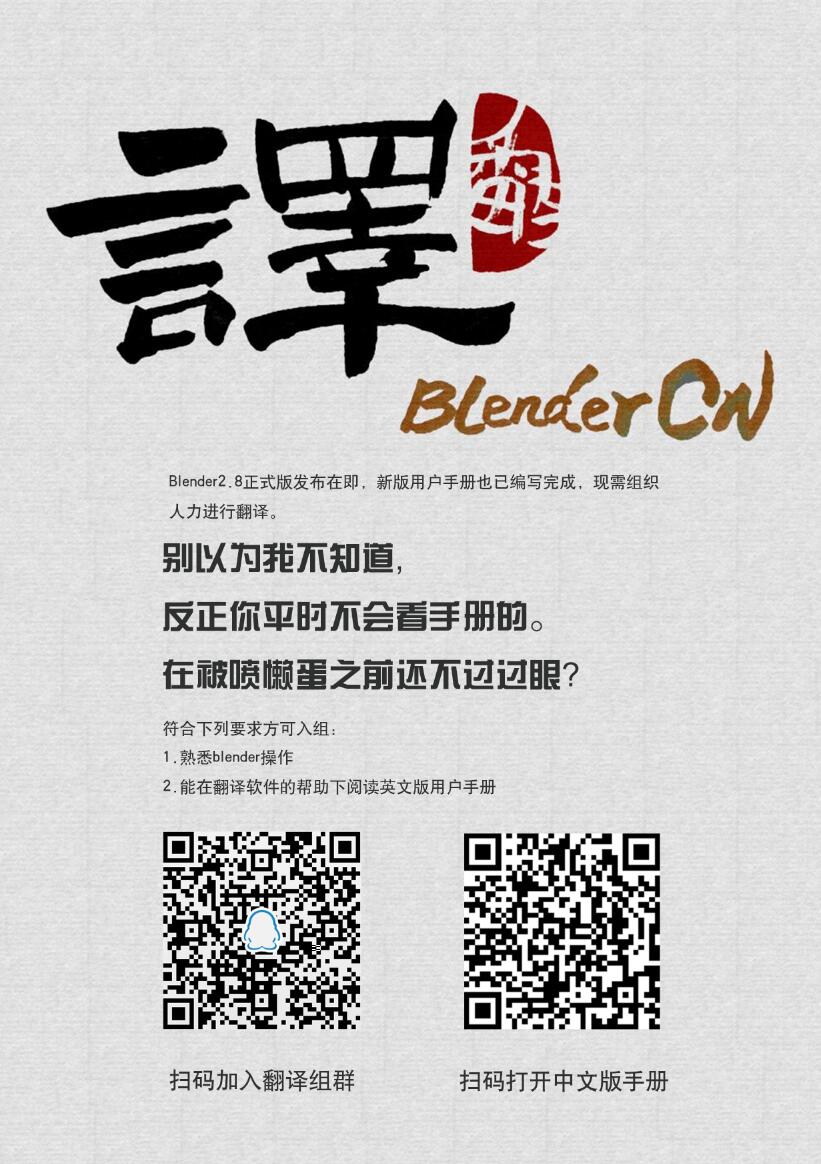 譯
翻
Blender CN
Blender2.8正式版发布在即，新版用户手册也已编写完成，现需组织
人力进行翻译。
别以为我不知道，
反正你平时不会看手册的。
在被喷懒蛋之前还不过过眼？
符合下列要求方可入组：
1.熟悉blender操作
2.能在翻译软件的帮助下阅读英文版用户手册
扫码加入翻译组群
扫码打开中文版手册